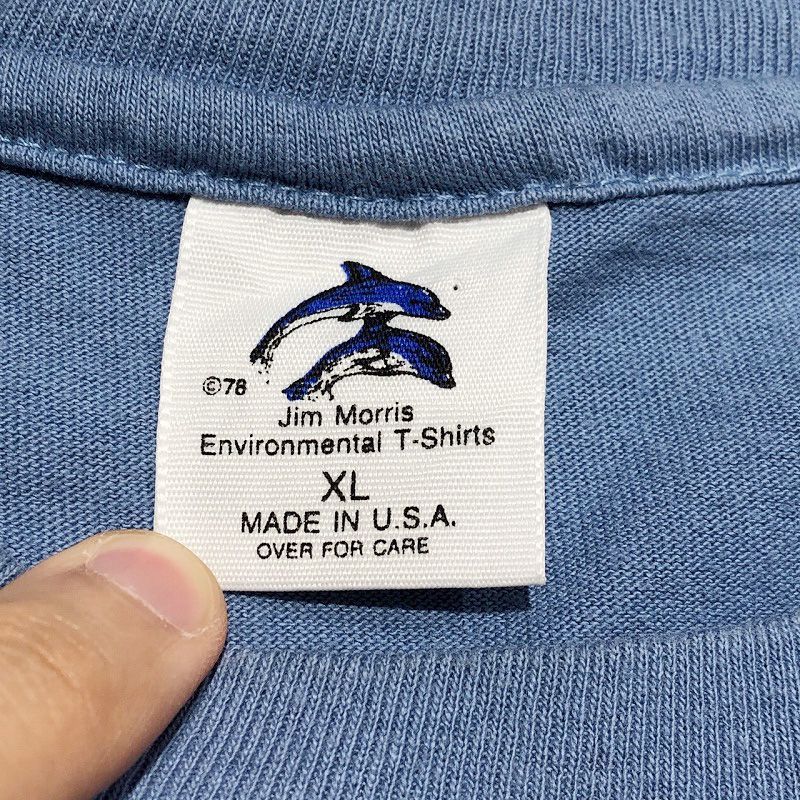 ©78
Jim Morris
Environmental T-Shirts
XL
MADE IN U.S.A.
OVER FOR CARE